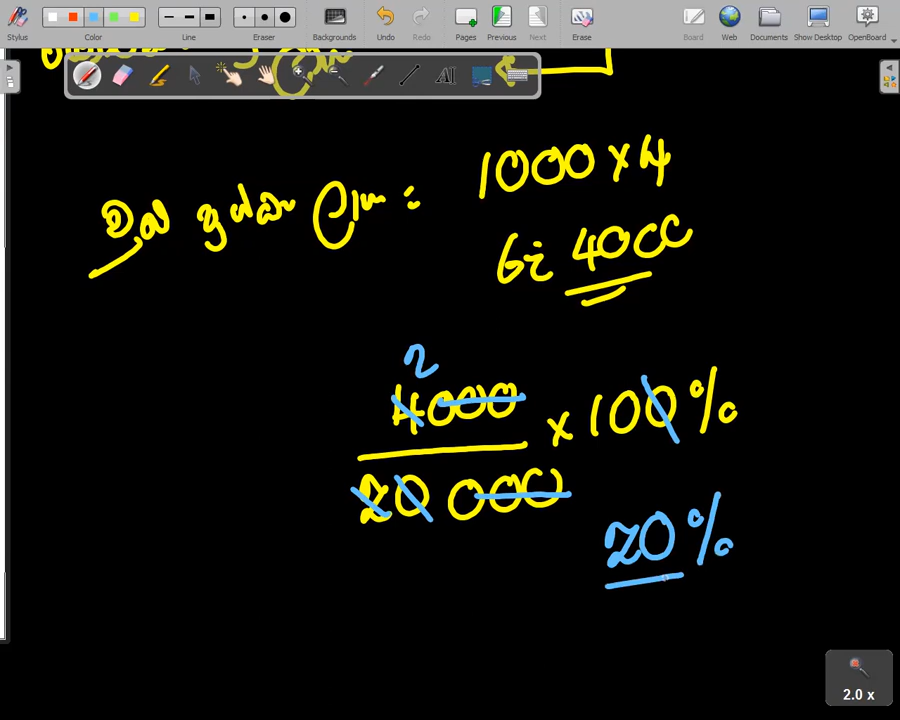 Stylus Color Line Eraser Backgrounds Undo Redo Pages Previous Next Erase Board Web Documents Show Desktop OpenBoard
1000 × 4
රු 4000
2
4000
× 100 %
20 000
20 %
2.0 x